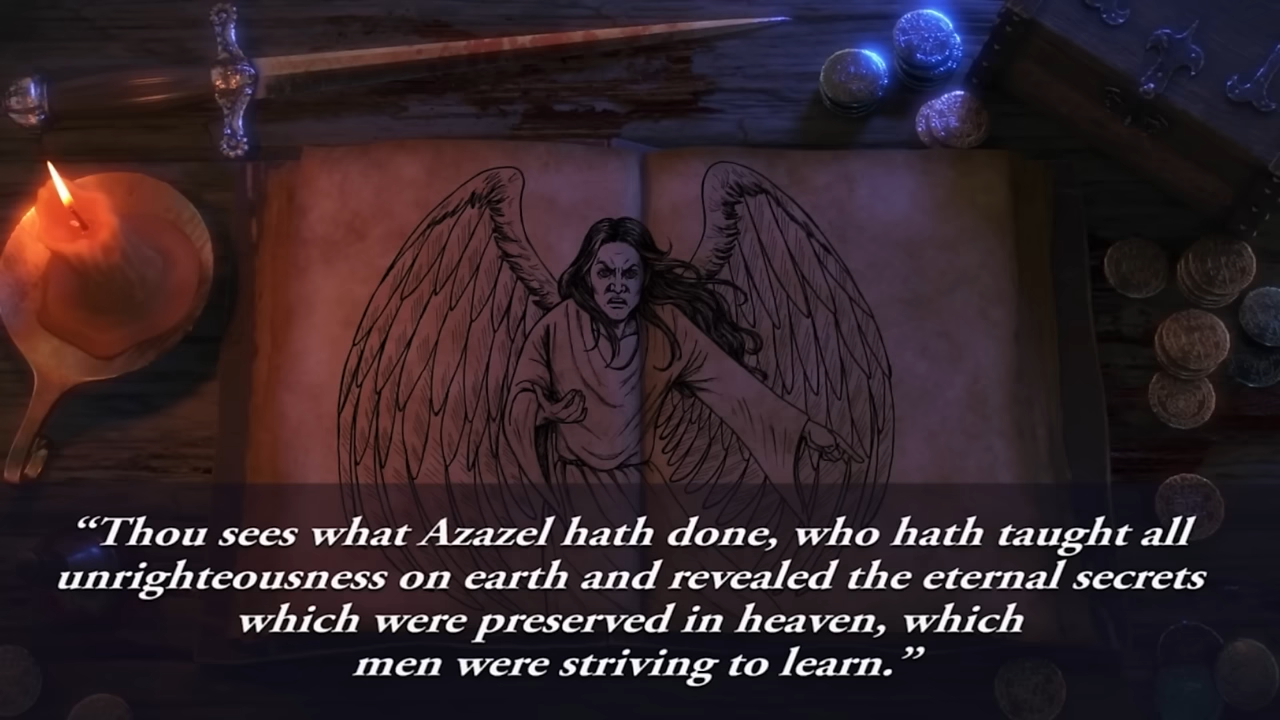 “Thou sees what Azazel hath done, who hath taught all
unrighteousness on earth and revealed the eternal secrets
which were preserved in heaven, which
men were striving to learn.”